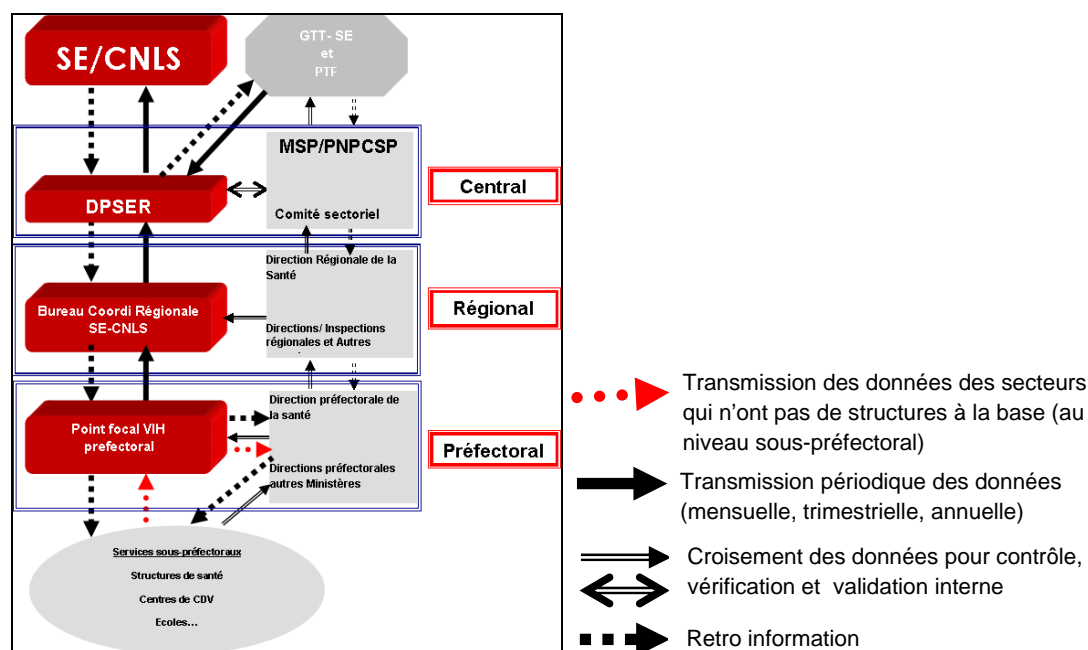 SE/CNLS
GTT- SE
et
PTF
MSP/PNPCSP
Comité sectoriel
DPSER
Central
Direction Régionale de la
Santé
Directions/ Inspections
régionales et Autres
Bureau Coordi Régionale
SE-CNLS
Régional
Direction préfectorale de
la santé
Directions préfectorales
autres Ministères
Point focal VIH
prefectoral
Préfectoral
Services sous-préfectoraux
Structures de santé
Centres de CDV
Ecoles...
Transmission des données des secteurs
qui n'ont pas de structures à la base (au
niveau sous-préfectoral)
Transmission périodique des données
(mensuelle, trimestrielle, annuelle)
Croisement des données pour contrôle,
vérification et validation interne
Retro information